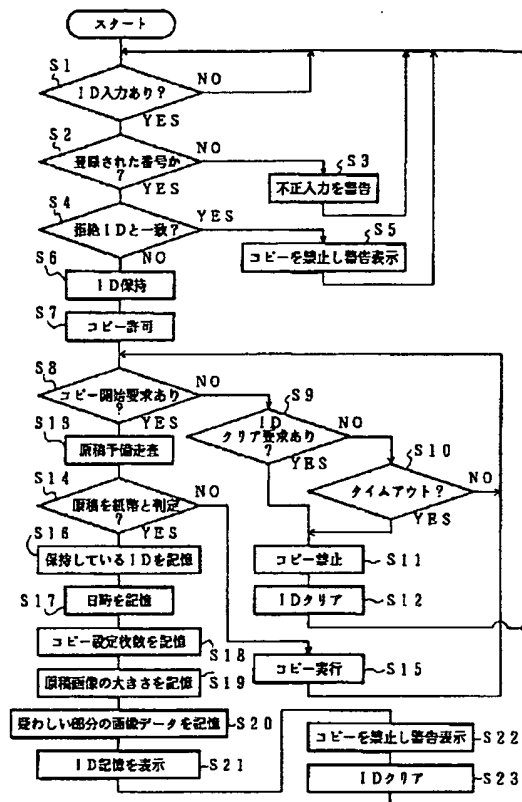 スタート
S1
ID入力あり?
NO
YES
S2
登録された番号か
?
NO
YES
S3
不正入力を警告
S4
拒絶IDと一致?
YES
NO
S5
コピーを禁止し警告表示
S6
ID保持
S7
コピー許可
S8
コピー開始要求あり
?
NO
YES
S9
ID
クリア要求あり
?
NO
YES
S10
タイムアウト?
NO
YES
S13
原稿予備走査
S14
原稿を紙幣と判定
?
NO
YES
S11
コピー禁止
S12
IDクリア
S15
コピー実行
S16
保持しているIDを記憶
S17
日時を記憶
S18
コピー設定枚数を記憶
S19
原稿画像の大きさを記憶
S20
疑わしい部分の画像データを記憶
S21
ID記憶を表示
S22
コピーを禁止し警告表示
S23
IDクリア